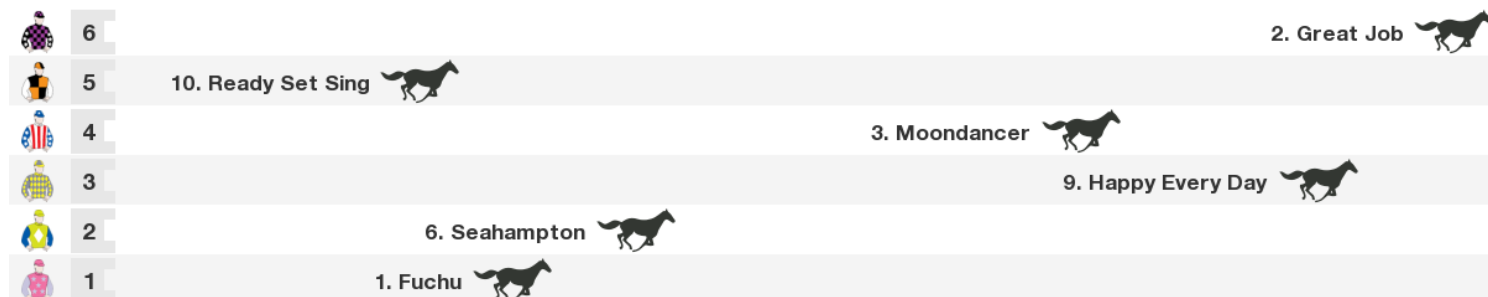 6 2. Great Job
5 10. Ready Set Sing
4 3. Moondancer
3 9. Happy Every Day
2 6. Seahampton
1 1. Fuchu